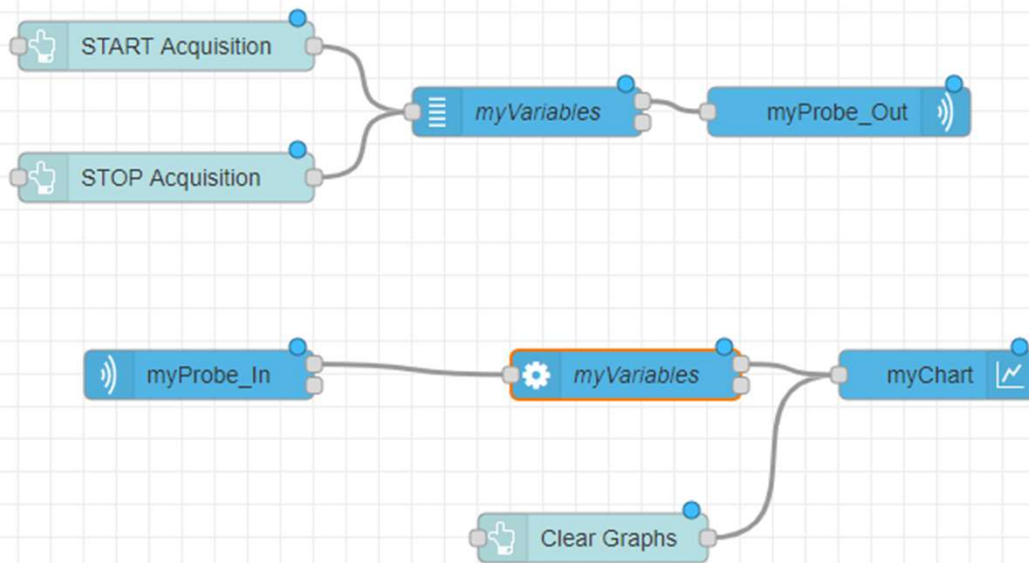 START Acquisition
myVariables
myProbe_Out
STOP Acquisition
myProbe_In
myVariables
myChart
Clear Graphs